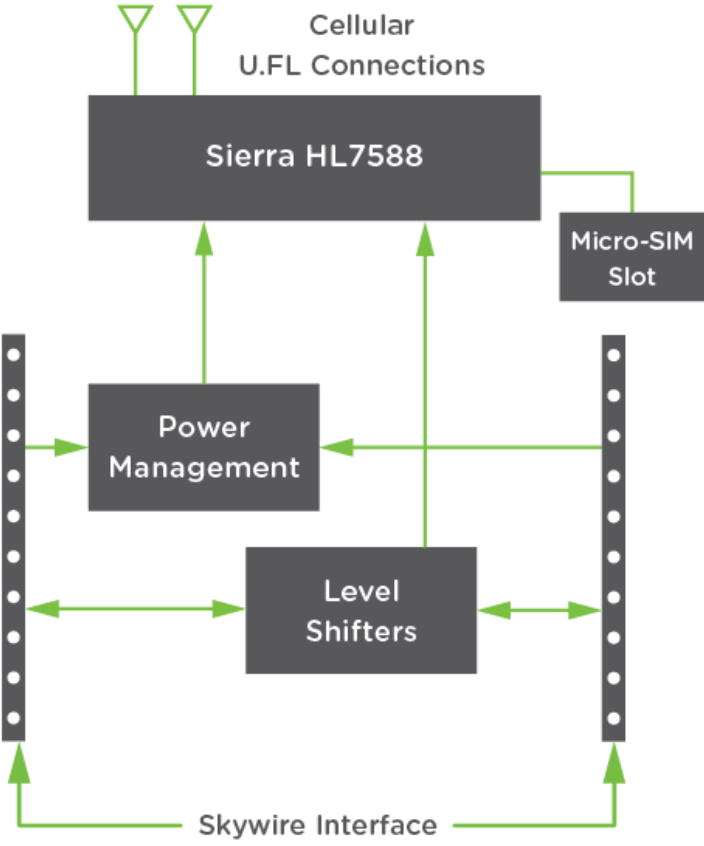 Cellular
U.FL Connections
Sierra HL7588
Micro-SIM
Slot
Power
Management
Level
Shifters
Skywire Interface